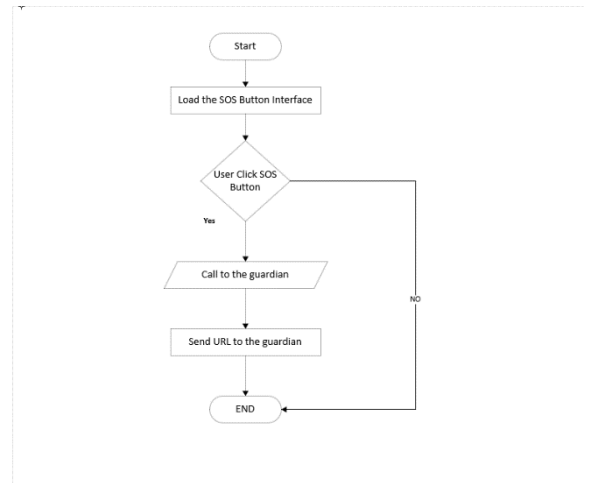 Start
Load the SOS Button Interface
User Click SOS
Button
Yes
Call to the guardian
NO
Send URL to the guardian
END